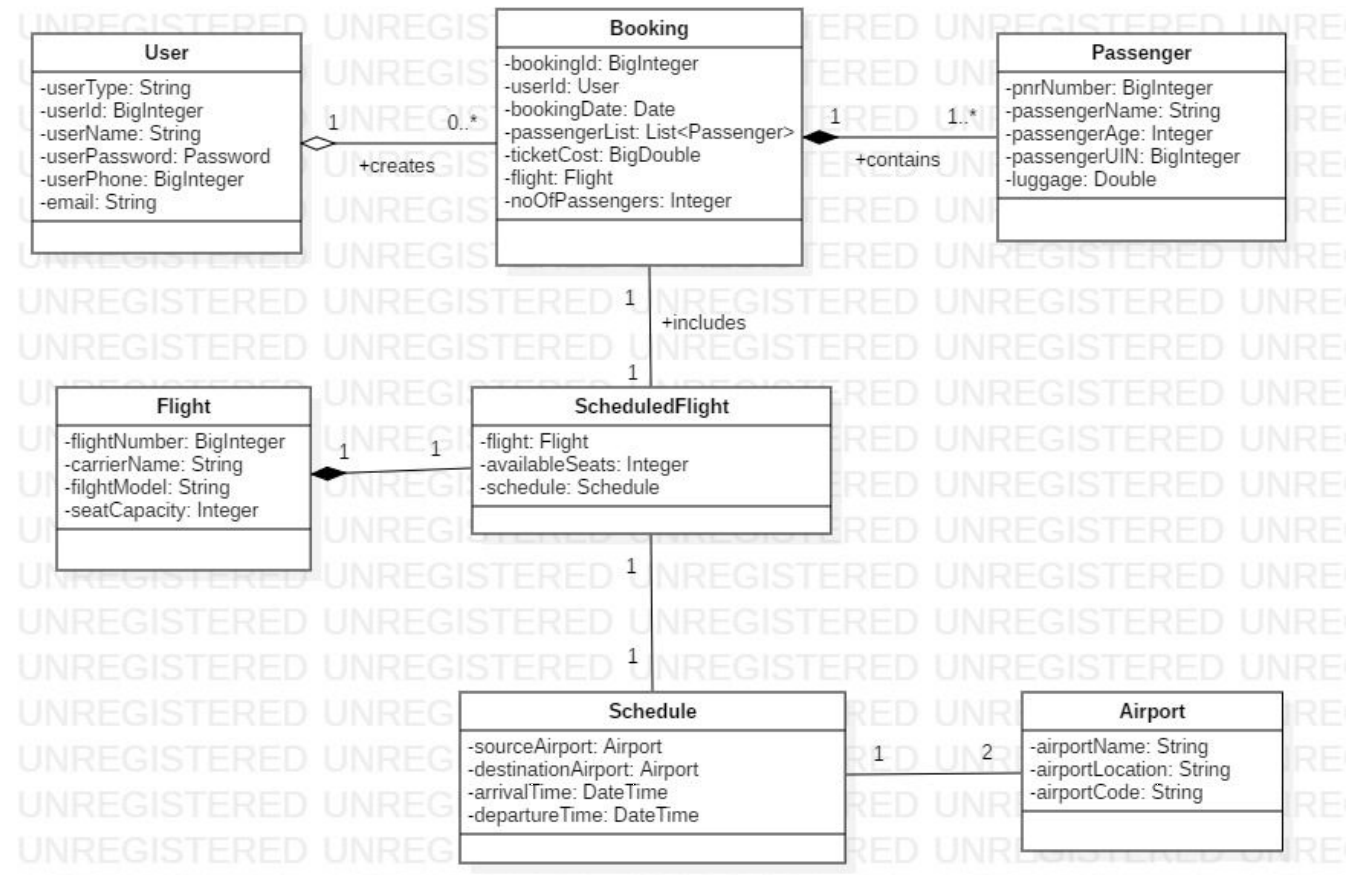 User
-userType: String
-userId: BigInteger
-userName: String
-userPassword: Password
-userPhone: BigInteger
-email: String
1
0..*
+creates
Booking
-bookingId: BigInteger
-userId: User
-bookingDate: Date
-passengerList: List<Passenger>
-ticketCost: BigDouble
-flight: Flight
-noOfPassengers: Integer
1
1..*
+contains
Passenger
-pnrNumber: BigInteger
-passengerName: String
-passengerAge: Integer
-passengerUIN: BigInteger
-luggage: Double
1
+includes
1
Flight
-flightNumber: BigInteger
-carrierName: String
-filghtModel: String
-seatCapacity: Integer
1
1
ScheduledFlight
-flight: Flight
-availableSeats: Integer
-schedule: Schedule
1
1
Schedule
-sourceAirport: Airport
-destinationAirport: Airport
-arrivalTime: DateTime
-departureTime: DateTime
1
2
Airport
-airportName: String
-airportLocation: String
-airportCode: String
UNREGISTERED